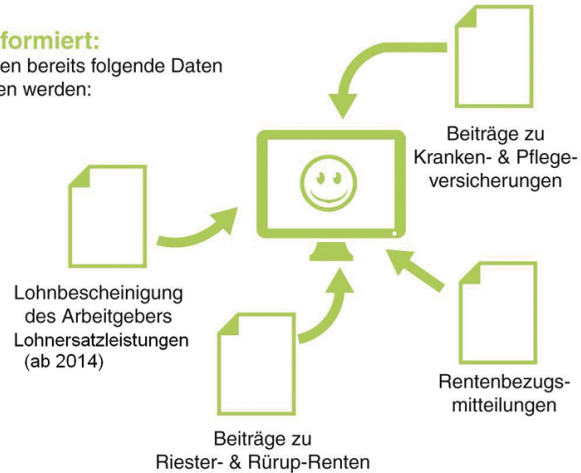 formiert:
en bereits folgende Daten
en werden:
Beiträge zu
Kranken- & Pflege-
versicherungen
Lohnbescheinigung
des Arbeitgebers
Lohnersatzleistungen
(ab 2014)
Rentenbezugs-
mitteilungen
Beiträge zu
Riester- & Rürup-Renten